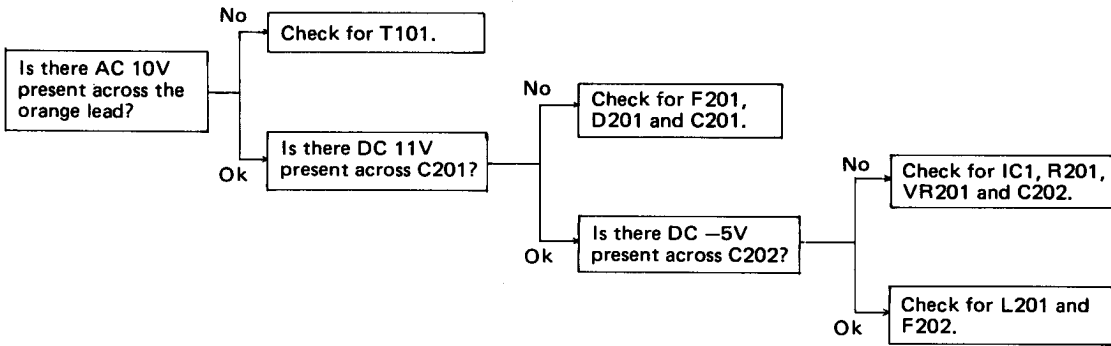 No
Check for T101.
Is there AC 10V
present across the
orange lead?
Ok
Is there DC 11V
present across C201?
No
Check for F201,
D201 and C201.
Ok
Is there DC —5V
present across C202?
No
Check for IC1, R201,
VR201 and C202.
Ok
Check for L201 and
F202.